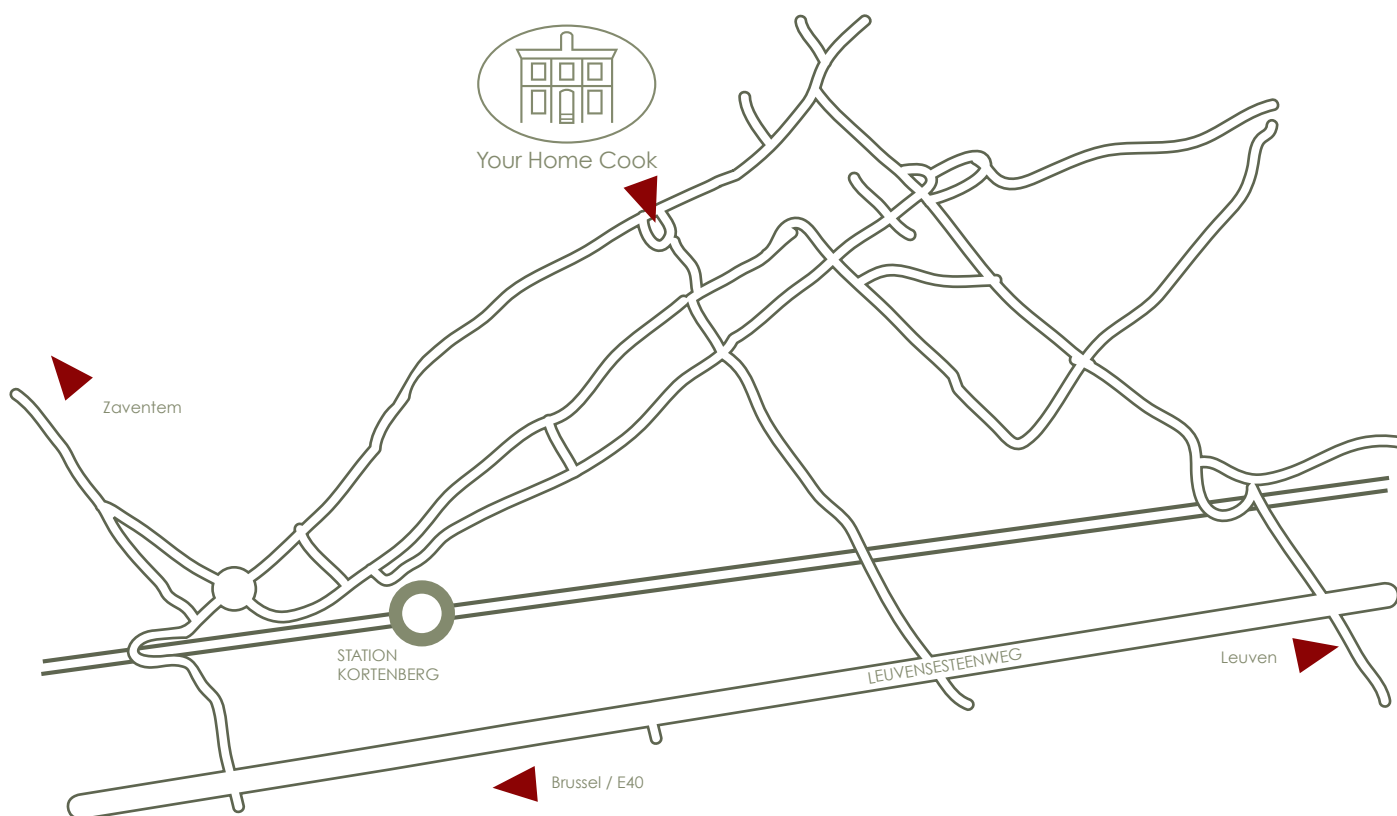 Your Home Cook
Zaventem
STATION
KORTENBERG
LEUVENSESTEENWEG
Leuven
Brussel / E40